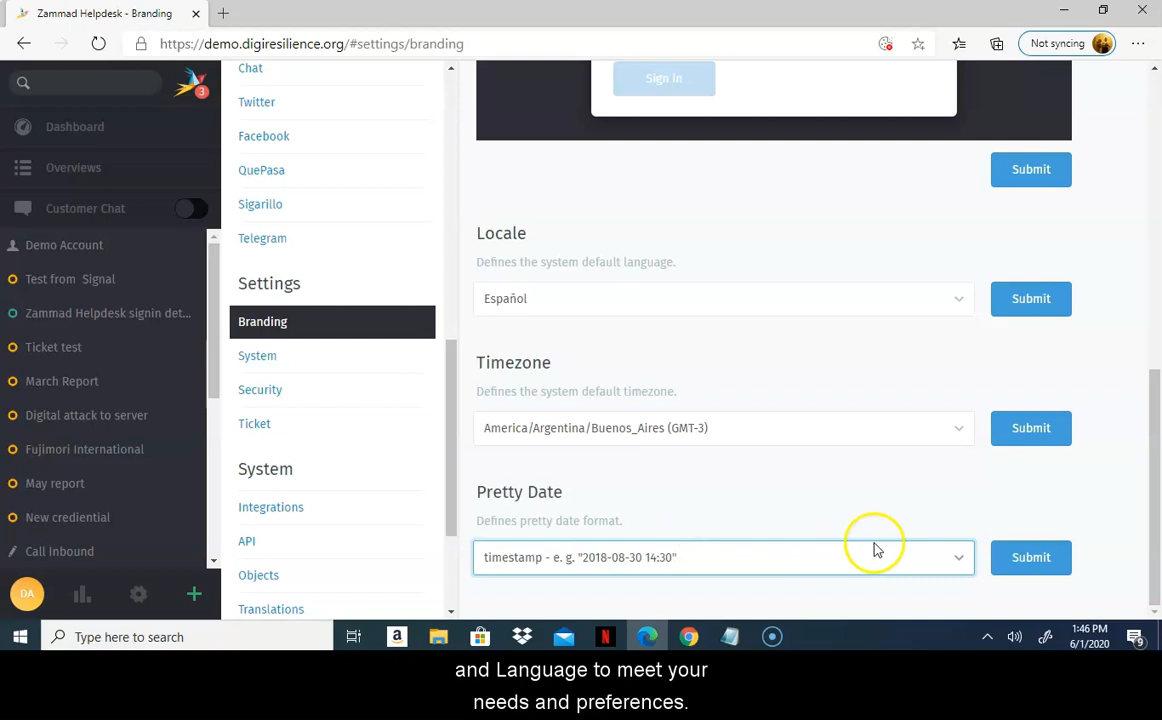 Zammad Helpdesk - Branding
https://demo.digiresilience.org/#settings/branding
Not syncing
3
Dashboard
Overviews
Customer Chat
Demo Account
Test from Signal
Zammad Helpdesk signin det...
Ticket test
March Report
Digital attack to server
Fujimori International
May report
New crediential
Call Inbound
DA
Chat
Twitter
Facebook
QuePasa
Sigarillo
Telegram
Settings
Branding
System
Security
Ticket
System
Integrations
API
Objects
Translations
Sign in
Submit
Locale
Defines the system default language.
Español
Submit
Timezone
Defines the system default timezone.
America/Argentina/Buenos_Aires (GMT-3)
Submit
Pretty Date
Defines pretty date format.
timestamp - e. g. "2018-08-30 14:30"
Submit
Type here to search
a
N
1:46 PM
6/1/2020
9
and Language to meet your
needs and preferences.